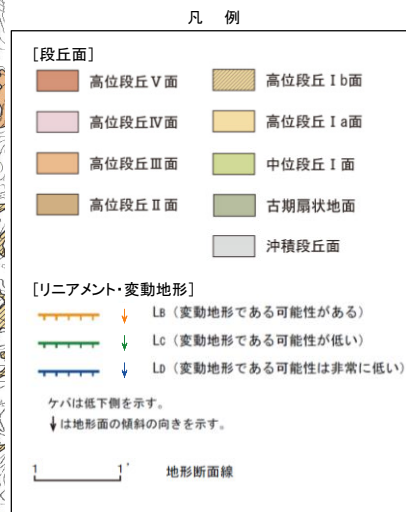 凡 例
[段丘面]
高位段丘Ⅴ面
高位段丘Ⅳ面
高位段丘Ⅲ面
高位段丘Ⅱ面
高位段丘Ⅰb面
高位段丘Ⅰa面
中位段丘Ⅰ面
古期扇状地面
沖積段丘面
[リニアメント・変動地形]
LB（変動地形である可能性がある）
LC（変動地形である可能性が低い）
LD（変動地形である可能性は非常に低い）
ケバは低下側を示す。
↓は地形面の傾斜の向きを示す。
1 1' 地形断面線